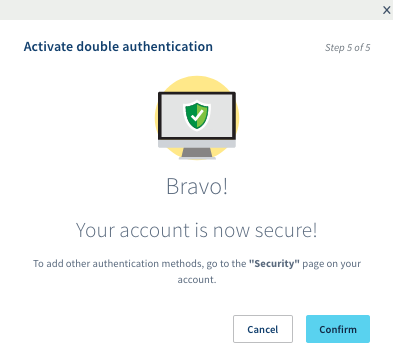 Activate double authentication
Step 5 of 5
Bravo!
Your account is now secure!
To add other authentication methods, go to the "Security" page on your
account.
Cancel
Confirm